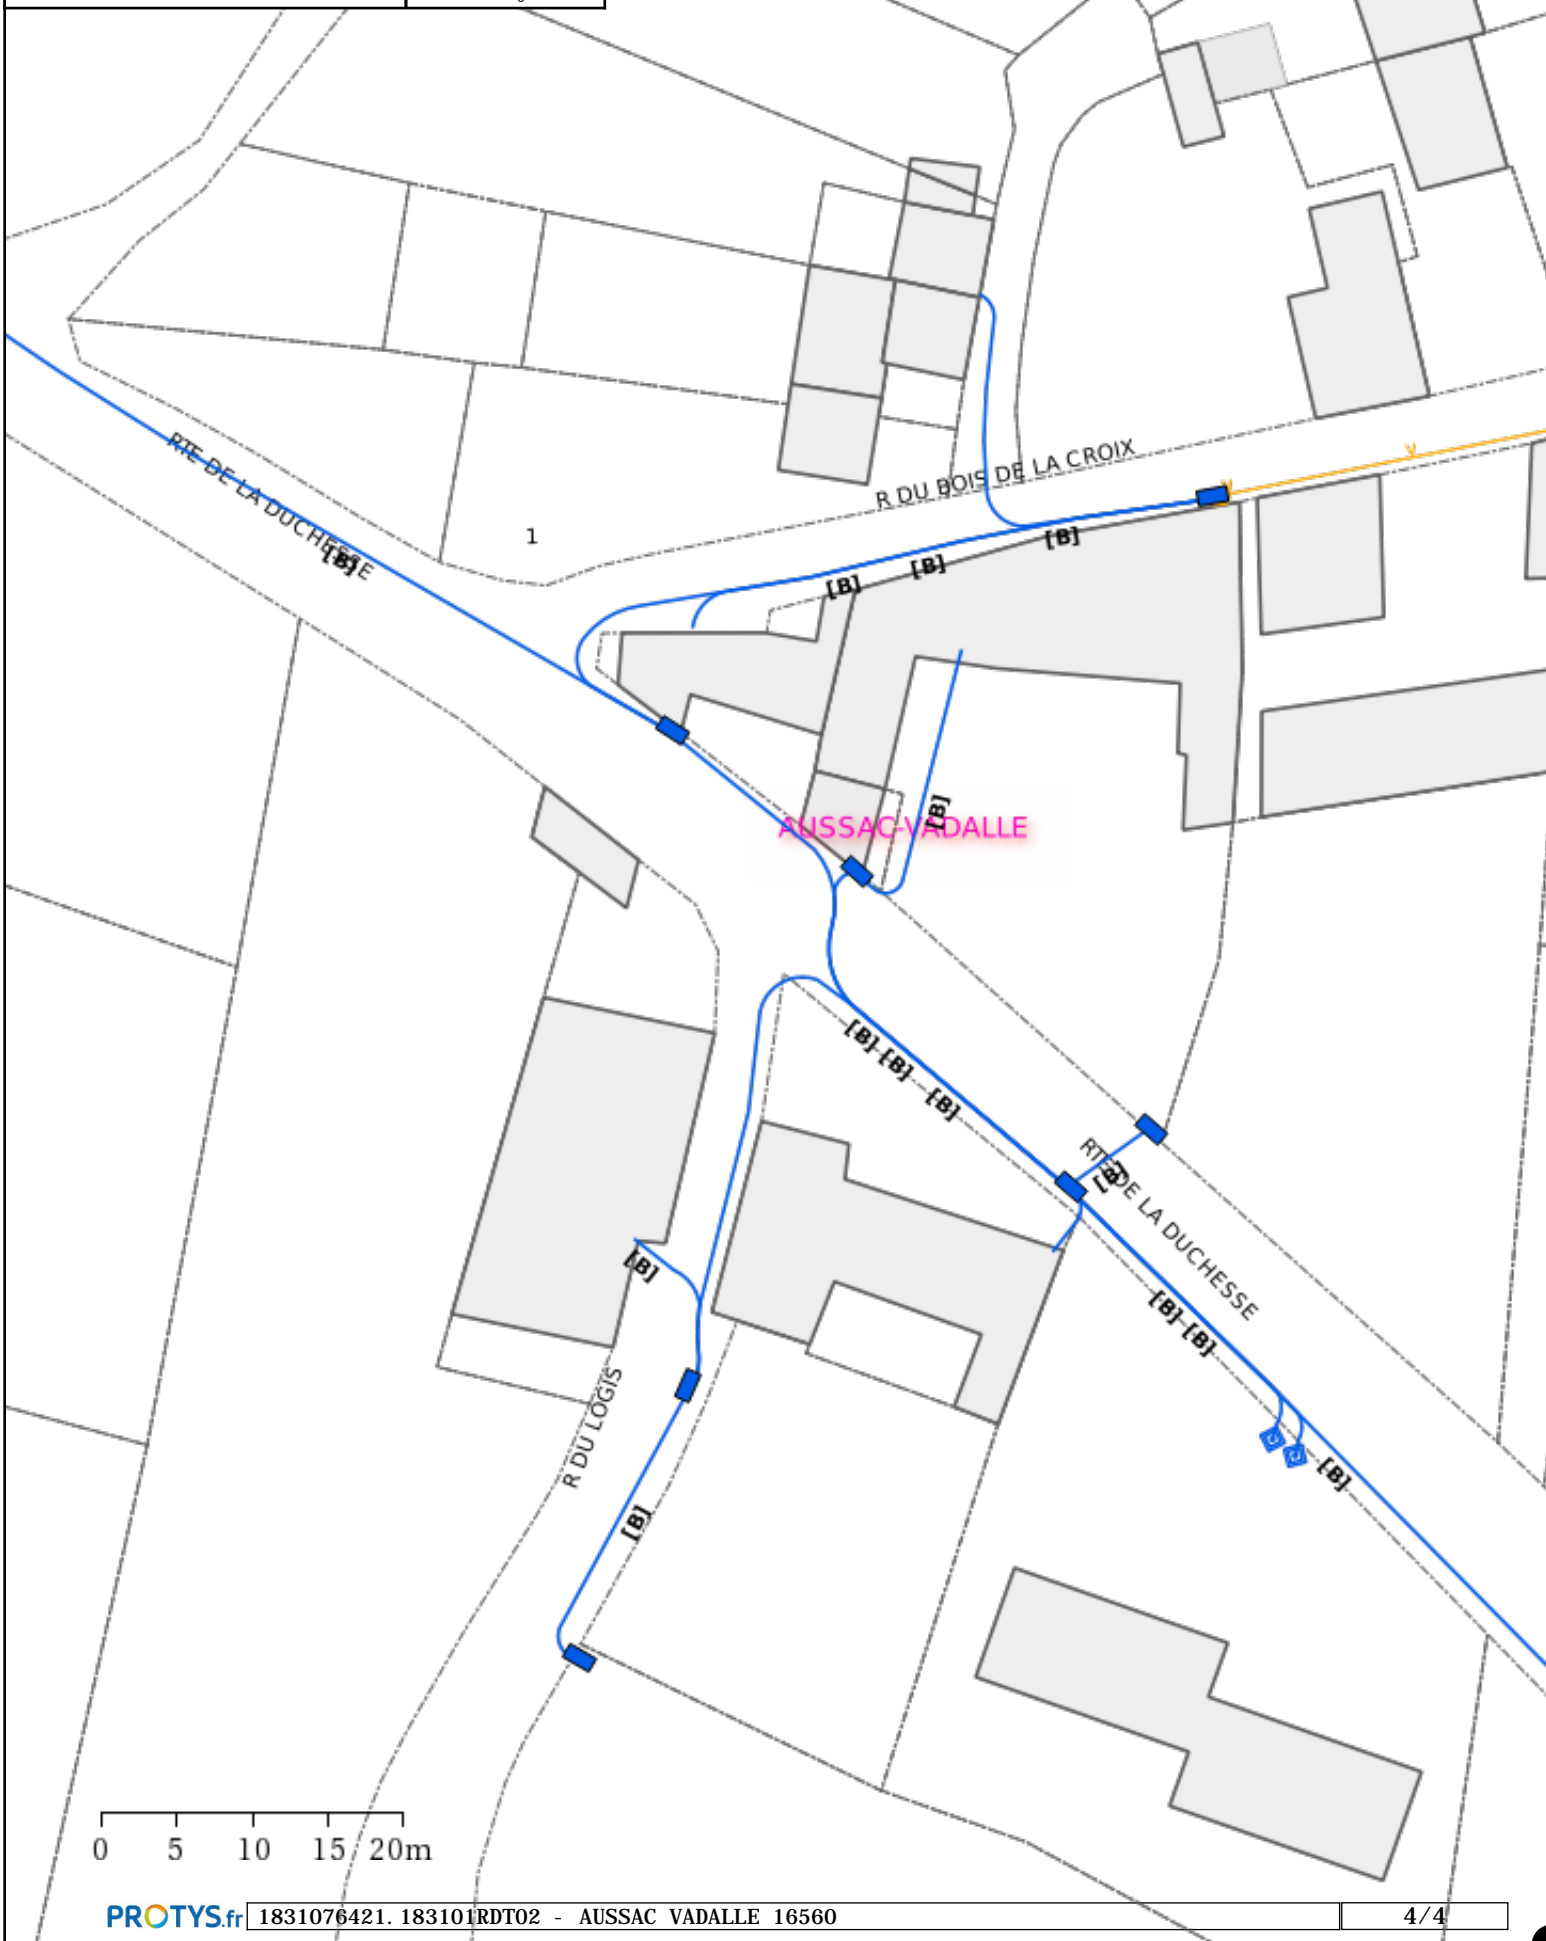 R DU BOIS DE LA CROIX
RTE DE LA DUCHESSE
[B]
1
[B]
[B]
[B]
[B]
AUSSAC-VADALLE
[B]
[B]
[B]
RTE DE LA DUCHESSE
[B]
[B]
[B]
[B]
R DU LOGIS
[B]
[B]
0 5 10 15 20m
PROTYS.fr
1831076421.183101RDT02 - AUSSAC VADALLE 16560
4/4